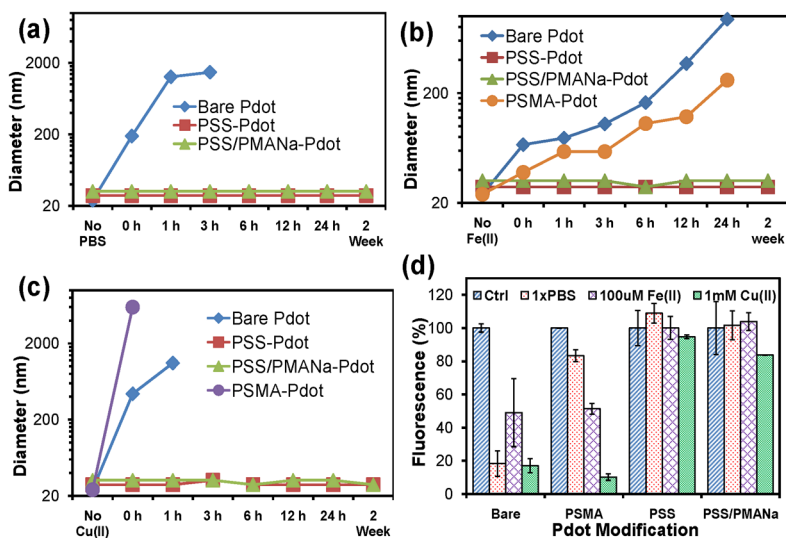 (a)
Diameter (nm)
2000
200
20
Bare Pdot
PSS-Pdot
PSS/PMANa-Pdot
No PBS
0 h
1 h
3 h
6 h
12 h
24 h
2 Week
(b)
Diameter (nm)
200
20
Bare Pdot
PSS-Pdot
PSS/PMANa-Pdot
PSMA-Pdot
No Fe(II)
0 h
1 h
3 h
6 h
12 h
24 h
2 week
(c)
Diameter (nm)
2000
200
20
Bare Pdot
PSS-Pdot
PSS/PMANa-Pdot
PSMA-Pdot
No Cu(II)
0 h
1 h
3 h
6 h
12 h
24 h
2 Week
(d)
Ctrl
1xPBS
100uM Fe(II)
1mM Cu(II)
Fluorescence (%)
120
100
80
60
40
20
0
Bare
PSMA
PSS
PSS/PMANa
Pdot Modification